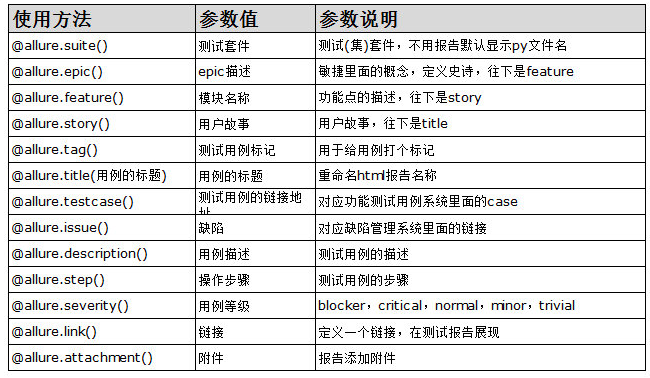 使用方法 参数值 参数说明
@allure.suite() 测试套件 测试(集)套件，不用报告默认显示py文件名
@allure.epic() epic描述 敏捷里面的概念，定义史诗，往下是feature
@allure.feature() 模块名称 功能点的描述，往下是story
@allure.story() 用户故事 用户故事，往下是title
@allure.tag() 测试用例标记 用于给用例打个标记
@allure.title(用例的标题) 用例的标题 重命名html报告名称
@allure.testcase() 测试用例的链接地址 对应功能测试用例系统里面的case
@allure.issue() 缺陷 对应缺陷管理系统里面的链接
@allure.description() 用例描述 测试用例的描述
@allure.step() 操作步骤 测试用例的步骤
@allure.severity() 用例等级 blocker，critical，normal，minor，trivial
@allure.link() 链接 定义一个链接，在测试报告展现
@allure.attachment() 附件 报告添加附件